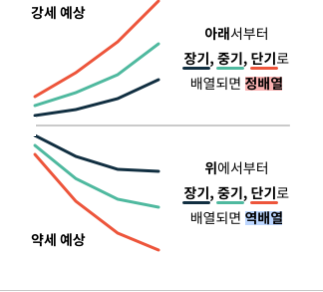 강세 예상
아래서부터
장기, 중기, 단기로
배열되면 정배열
위에서부터
장기, 중기, 단기로
배열되면 역배열
약세 예상